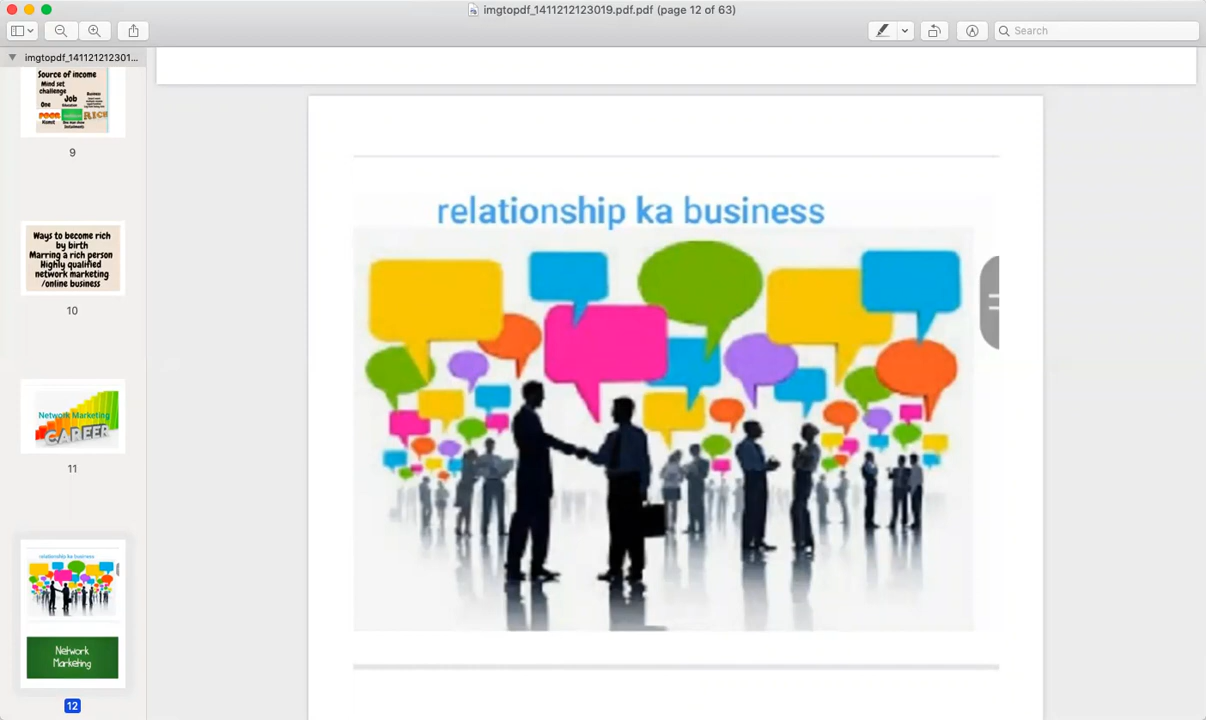 imgtopdf_1411212123019.pdf.pdf (page 12 of 63)
Search
imgtopdf_141121212301...
Source of income
Mind set
challenge
Business
Job
One
Education
RICH
9
Ways to become rich
by birth
Marring a rich person
Highly qualified
network marketing
/online business
10
Network Marketing
CAREER
11
relationship ka business
Network
Marketing
12
relationship ka business